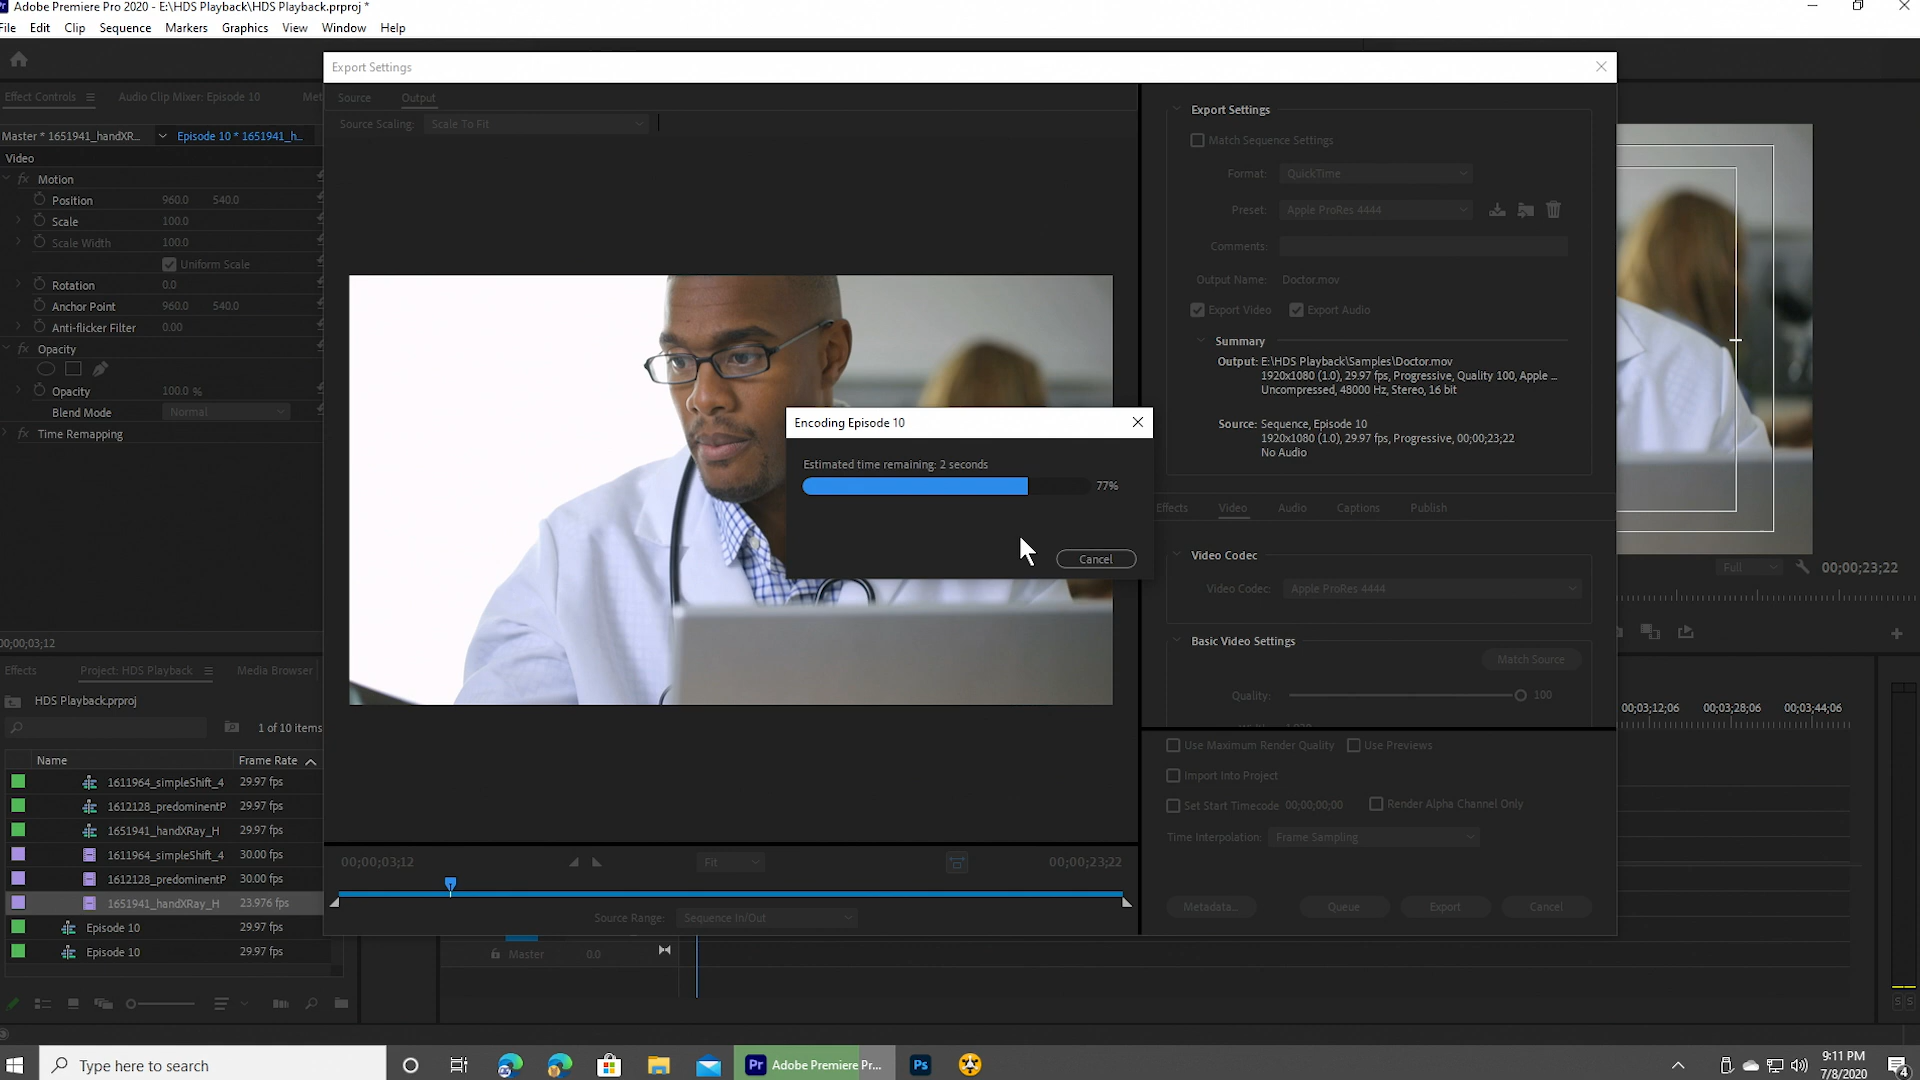 Adobe Premiere Pro 2020 - E:\HDS Playback\HDS Playback.prproj *
File Edit Clip Sequence Markers Graphics View Window Help
Export Settings
Effect Controls Audio Clip Mixer: Episode 10 Met
Source Output
Source Scaling: Scale To Fit
Master * 1651941_handXR... Episode 10 * 1651941_h...
Video
Motion
Position 960.0 540.0
Scale 100.0
Scale Width 100.0
Uniform Scale
Rotation 0.0
Anchor Point 960.0 540.0
Anti-flicker Filter 0.00
Opacity
Opacity 100.0 %
Blend Mode Normal
Time Remapping
00;00;03;12
Export Settings
Match Sequence Settings
Format: QuickTime
Preset: Apple ProRes 4444
Comments:
Output Name: Doctor.mov
Export Video Export Audio
Summary
Output: E:\HDS Playback\Samples\Doctor.mov
1920x1080 (1.0), 29.97 fps, Progressive, Quality 100, Apple ...
Uncompressed, 48000 Hz, Stereo, 16 bit
Source: Sequence, Episode 10
1920x1080 (1.0), 29.97 fps, Progressive, 00;00;23;22
No Audio
Encoding Episode 10
Estimated time remaining: 2 seconds
77%
Cancel
Effects Video Audio Captions Publish
Video Codec
Video Codec: Apple ProRes 4444
Basic Video Settings
Match Source
Quality: 100
Use Maximum Render Quality Use Previews
Import Into Project
Set Start Timecode 00;00;00;00 Render Alpha Channel Only
Time Interpolation: Frame Sampling
Metadata... Queue Export Cancel
Full 00;00;23;22
00;03;12;06 00;03;28;06 00;03;44;06
00;00;03;12 Fit 00;00;23;22
Source Range: Sequence In/Out
Effects Project: HDS Playback Media Browser
HDS Playback.prproj
1 of 10 items
Name Frame Rate
1611964_simpleShift_4 29.97 fps
1612128_predominentP 29.97 fps
1651941_handXRay_H 29.97 fps
1611964_simpleShift_4 30.00 fps
1612128_predominentP 30.00 fps
1651941_handXRay_H 23.976 fps
Episode 10 29.97 fps
Episode 10 29.97 fps
Master 0.0
S S
Type here to search
Pr Adobe Premiere Pr...
Ps
9:11 PM
7/8/2020
4